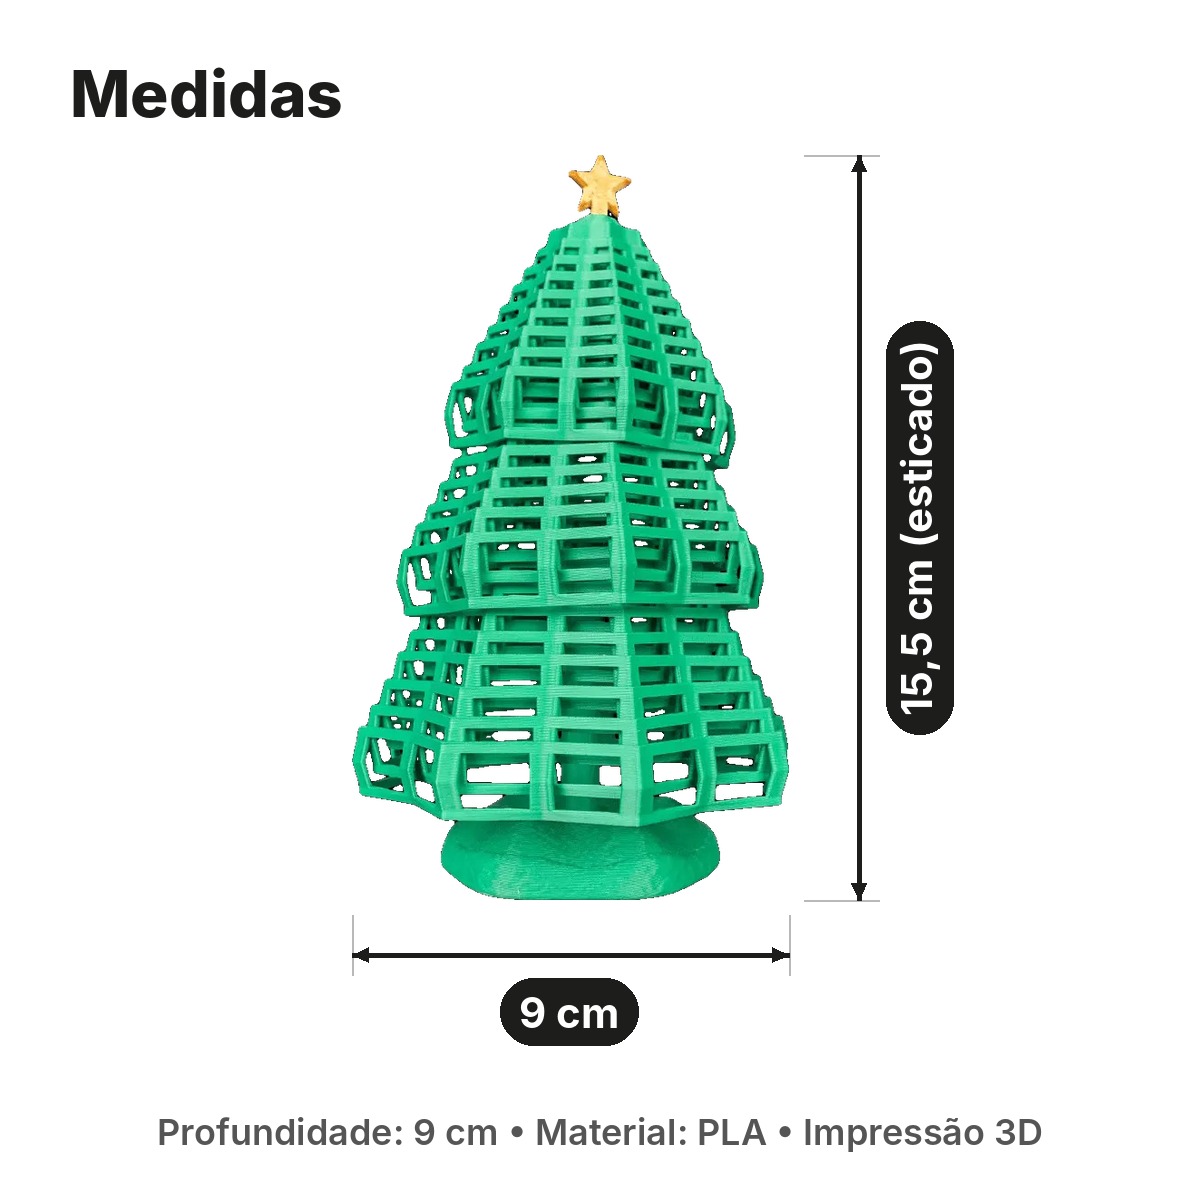 Medidas
15,5 cm (esticado)
9 cm
Profundidade: 9 cm • Material: PLA • Impressão 3D